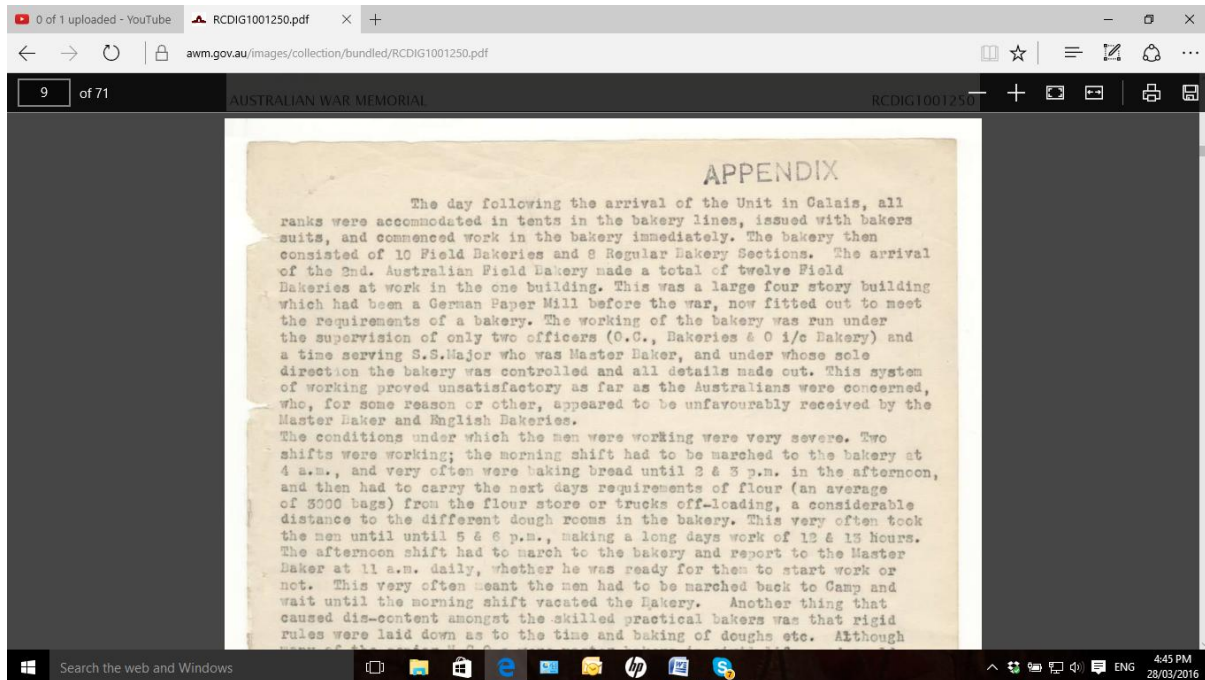 0 of 1 uploaded - YouTube
RCDIG1001250.pdf
awm.gov.au/images/collection/bundled/RCDIG1001250.pdf
9 of 71
AUSTRALIAN WAR MEMORIAL RCDIG1001250
APPENDIX
The day following the arrival of the Unit in Calais, all
ranks were accommodated in tents in the bakery lines, issued with bakers
suits, and commenced work in the bakery immediately. The bakery then
consisted of 10 Field Bakeries and 8 Regular Bakery Sections. The arrival
of the 2nd. Australian Field Bakery made a total of twelve Field
Bakeries at work in the one building. This was a large four story building
which had been a German Paper Mill before the war, now fitted out to meet
the requirements of a bakery. The working of the bakery was run under
the supervision of only two officers (O.C., Bakeries & O i/c Bakery) and
a time serving S.S.Major who was Master Baker, and under whose sole
direction the bakery was controlled and all details made out. This system
of working proved unsatisfactory as far as the Australians were concerned,
who, for some reason or other, appeared to be unfavourably received by the
Master Baker and English Bakeries.
The conditions under which the men were working were very severe. Two
shifts were working; the morning shift had to be marched to the bakery at
4 a.m., and very often were baking bread until 2 & 3 p.m. in the afternoon,
and then had to carry the next days requirements of flour (an average
of 3000 bags) from the flour store or trucks off-loading, a considerable
distance to the different dough rooms in the bakery. This very often took
the men until until 5 & 6 p.m., making a long days work of 12 & 13 Hours.
The afternoon shift had to march to the bakery and report to the Master
Baker at 11 a.m. daily, whether he was ready for them to start work or
not. This very often meant the men had to be marched back to Camp and
wait until the morning shift vacated the Bakery. Another thing that
caused dis-content amongst the skilled practical bakers was that rigid
rules were laid down as to the time and baking of doughs etc. Although
Search the web and Windows
ENG
4:45 PM
28/03/2016